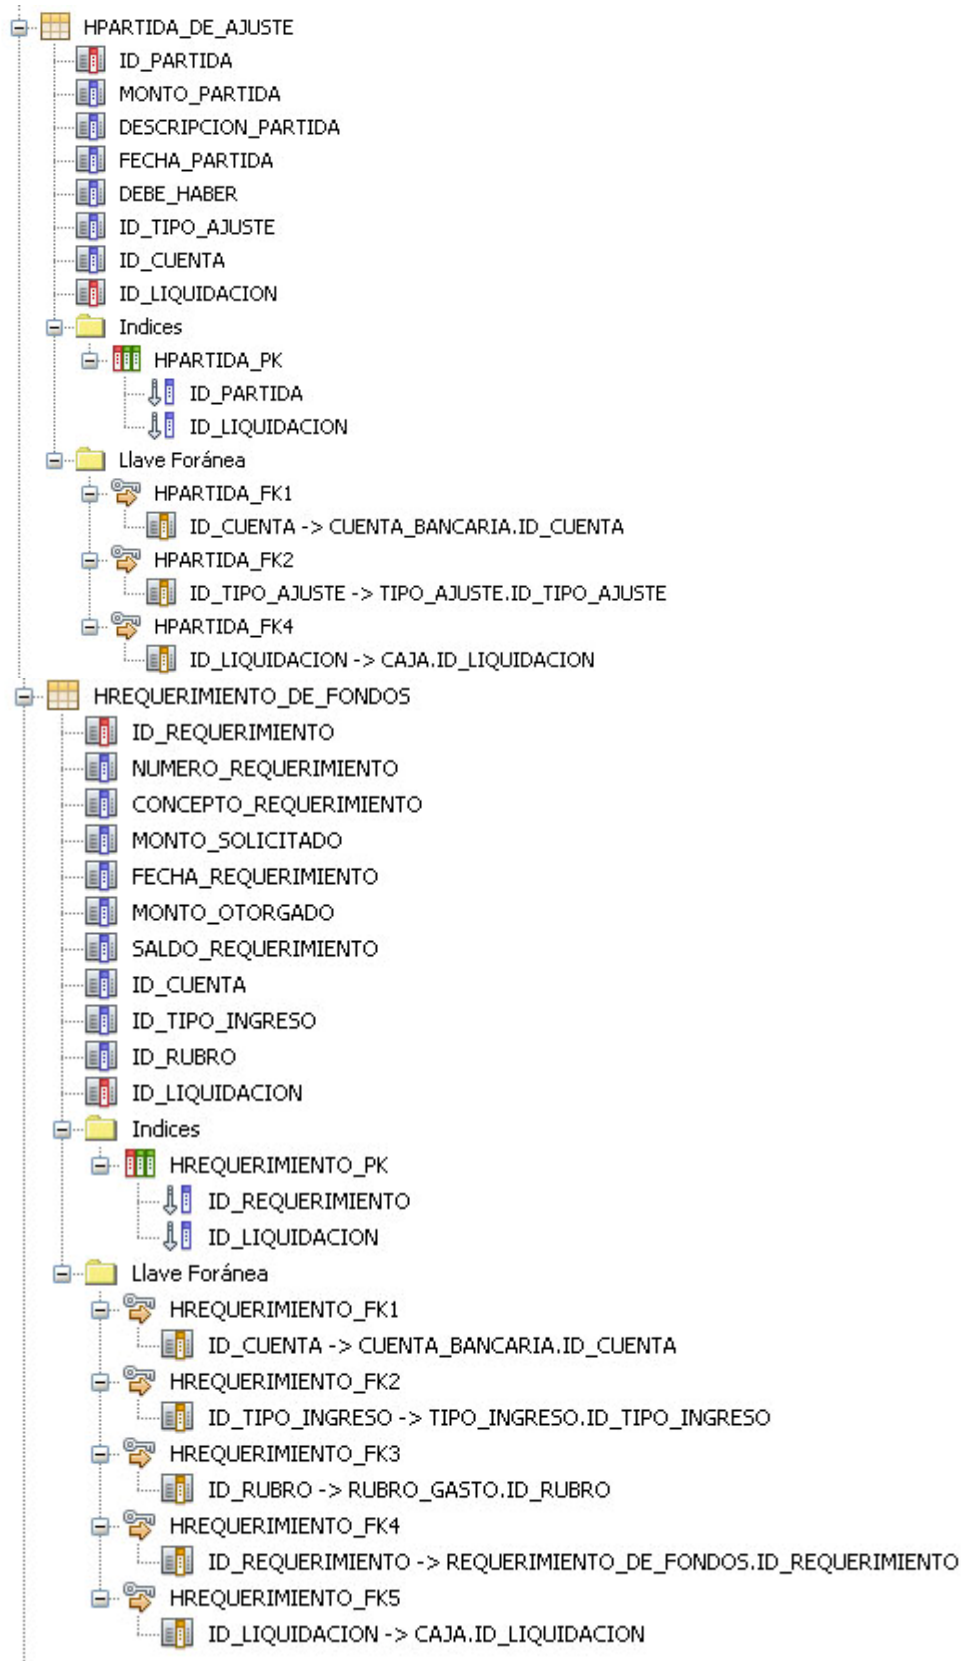 HPARTIDA_DE_AJUSTE
ID_PARTIDA
MONTO_PARTIDA
DESCRIPCION_PARTIDA
FECHA_PARTIDA
DEBE_HABER
ID_TIPO_AJUSTE
ID_CUENTA
ID_LIQUIDACION
Indices
HPARTIDA_PK
ID_PARTIDA
ID_LIQUIDACION
Llave Foránea
HPARTIDA_FK1
ID_CUENTA -> CUENTA_BANCARIA.ID_CUENTA
HPARTIDA_FK2
ID_TIPO_AJUSTE -> TIPO_AJUSTE.ID_TIPO_AJUSTE
HPARTIDA_FK4
ID_LIQUIDACION -> CAJA.ID_LIQUIDACION
HREQUERIMIENTO_DE_FONDOS
ID_REQUERIMIENTO
NUMERO_REQUERIMIENTO
CONCEPTO_REQUERIMIENTO
MONTO_SOLICITADO
FECHA_REQUERIMIENTO
MONTO_OTORGADO
SALDO_REQUERIMIENTO
ID_CUENTA
ID_TIPO_INGRESO
ID_RUBRO
ID_LIQUIDACION
Indices
HREQUERIMIENTO_PK
ID_REQUERIMIENTO
ID_LIQUIDACION
Llave Foránea
HREQUERIMIENTO_FK1
ID_CUENTA -> CUENTA_BANCARIA.ID_CUENTA
HREQUERIMIENTO_FK2
ID_TIPO_INGRESO -> TIPO_INGRESO.ID_TIPO_INGRESO
HREQUERIMIENTO_FK3
ID_RUBRO -> RUBRO_GASTO.ID_RUBRO
HREQUERIMIENTO_FK4
ID_REQUERIMIENTO -> REQUERIMIENTO_DE_FONDOS.ID_REQUERIMIENTO
HREQUERIMIENTO_FK5
ID_LIQUIDACION -> CAJA.ID_LIQUIDACION